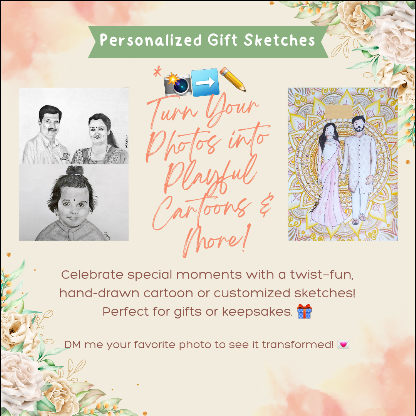 Personalized Gift Sketches
* 📸➡️✏️
Turn Your
Photos into
Playful
Cartoons &
More!
Celebrate special moments with a twist–fun,
hand-drawn cartoon or customized sketches!
Perfect for gifts or keepsakes. 🎁
DM me your favorite photo to see it transformed! 💌